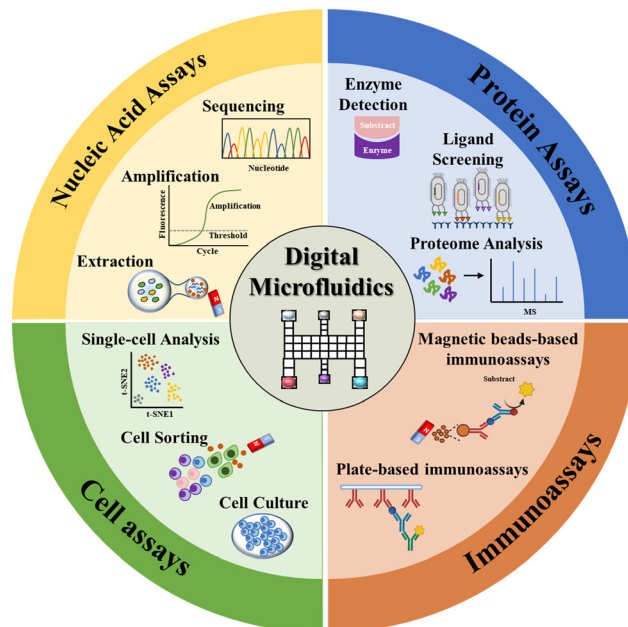 Nucleic Acid Assays
Sequencing
Nucleotide
Amplification
Fluorescence
Amplification
Threshold
Cycle
Extraction
N
Protein Assays
Enzyme
Detection
Substract
Enzyme
Ligand
Screening
Proteome Analysis
MS
Digital
Microfluidics
Cell assays
Single-cell Analysis
t-SNE2
t-SNE1
Cell Sorting
N
Cell Culture
Immunoassays
Magnetic beads-based
immunoassays
Substract
N
Plate-based immunoassays